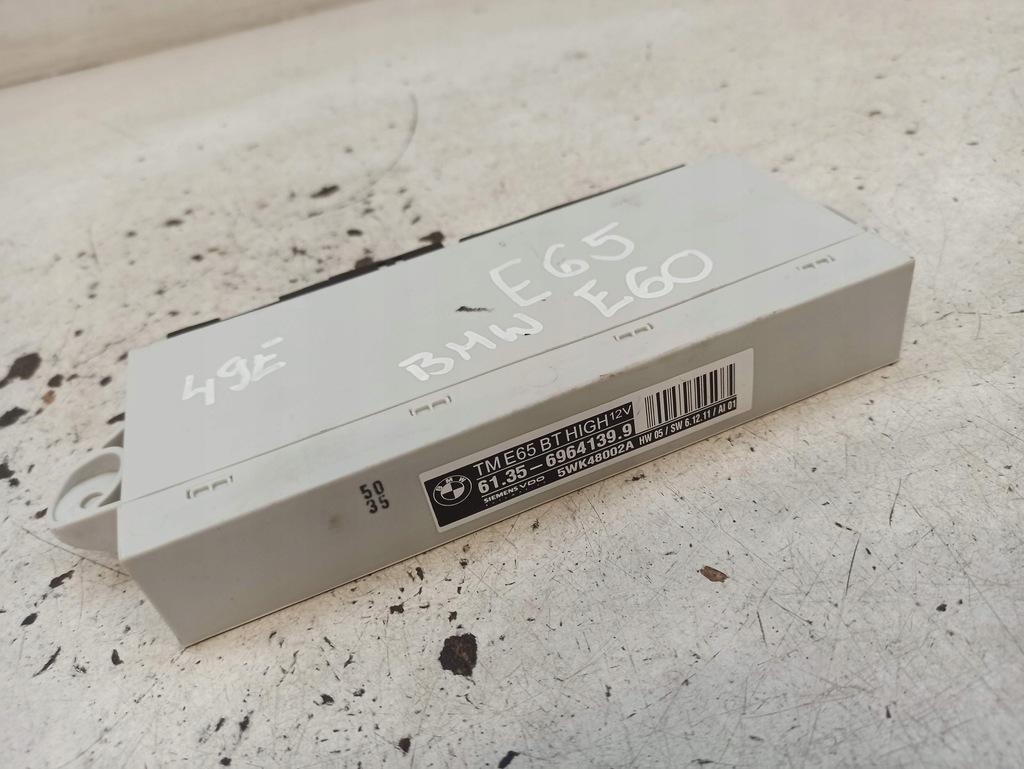 49E
BMW E65
E60
50
35
BMW
TM E65 BT HIGH 12V
61.35-6964139.9
SIEMENS VDO 5WK48002A HW 05 / SW 6.12.11 / AI 01